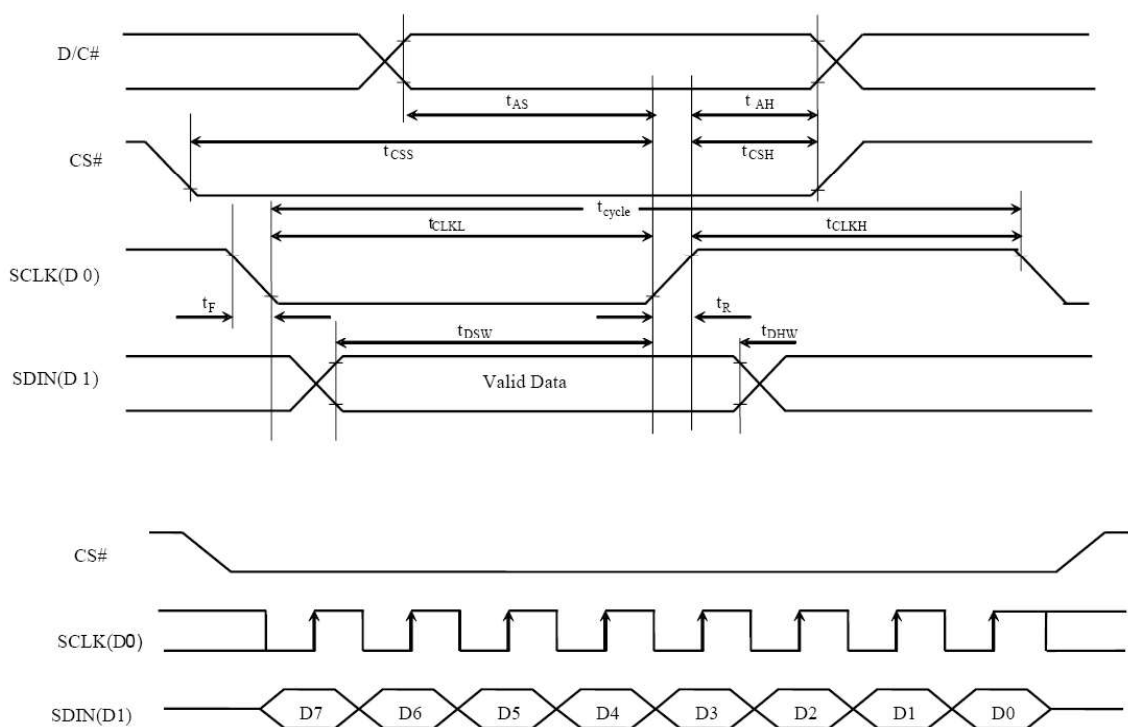 D/C#
tAS
t AH
CS#
tCSS
tCSH
tcycle
tCLKL
tCLKH
SCLK(D 0)
tF
tR
tDSW
tDHW
SDIN(D 1)
Valid Data
CS#
SCLK(D0)
SDIN(D1)
D7
D6
D5
D4
D3
D2
D1
D0